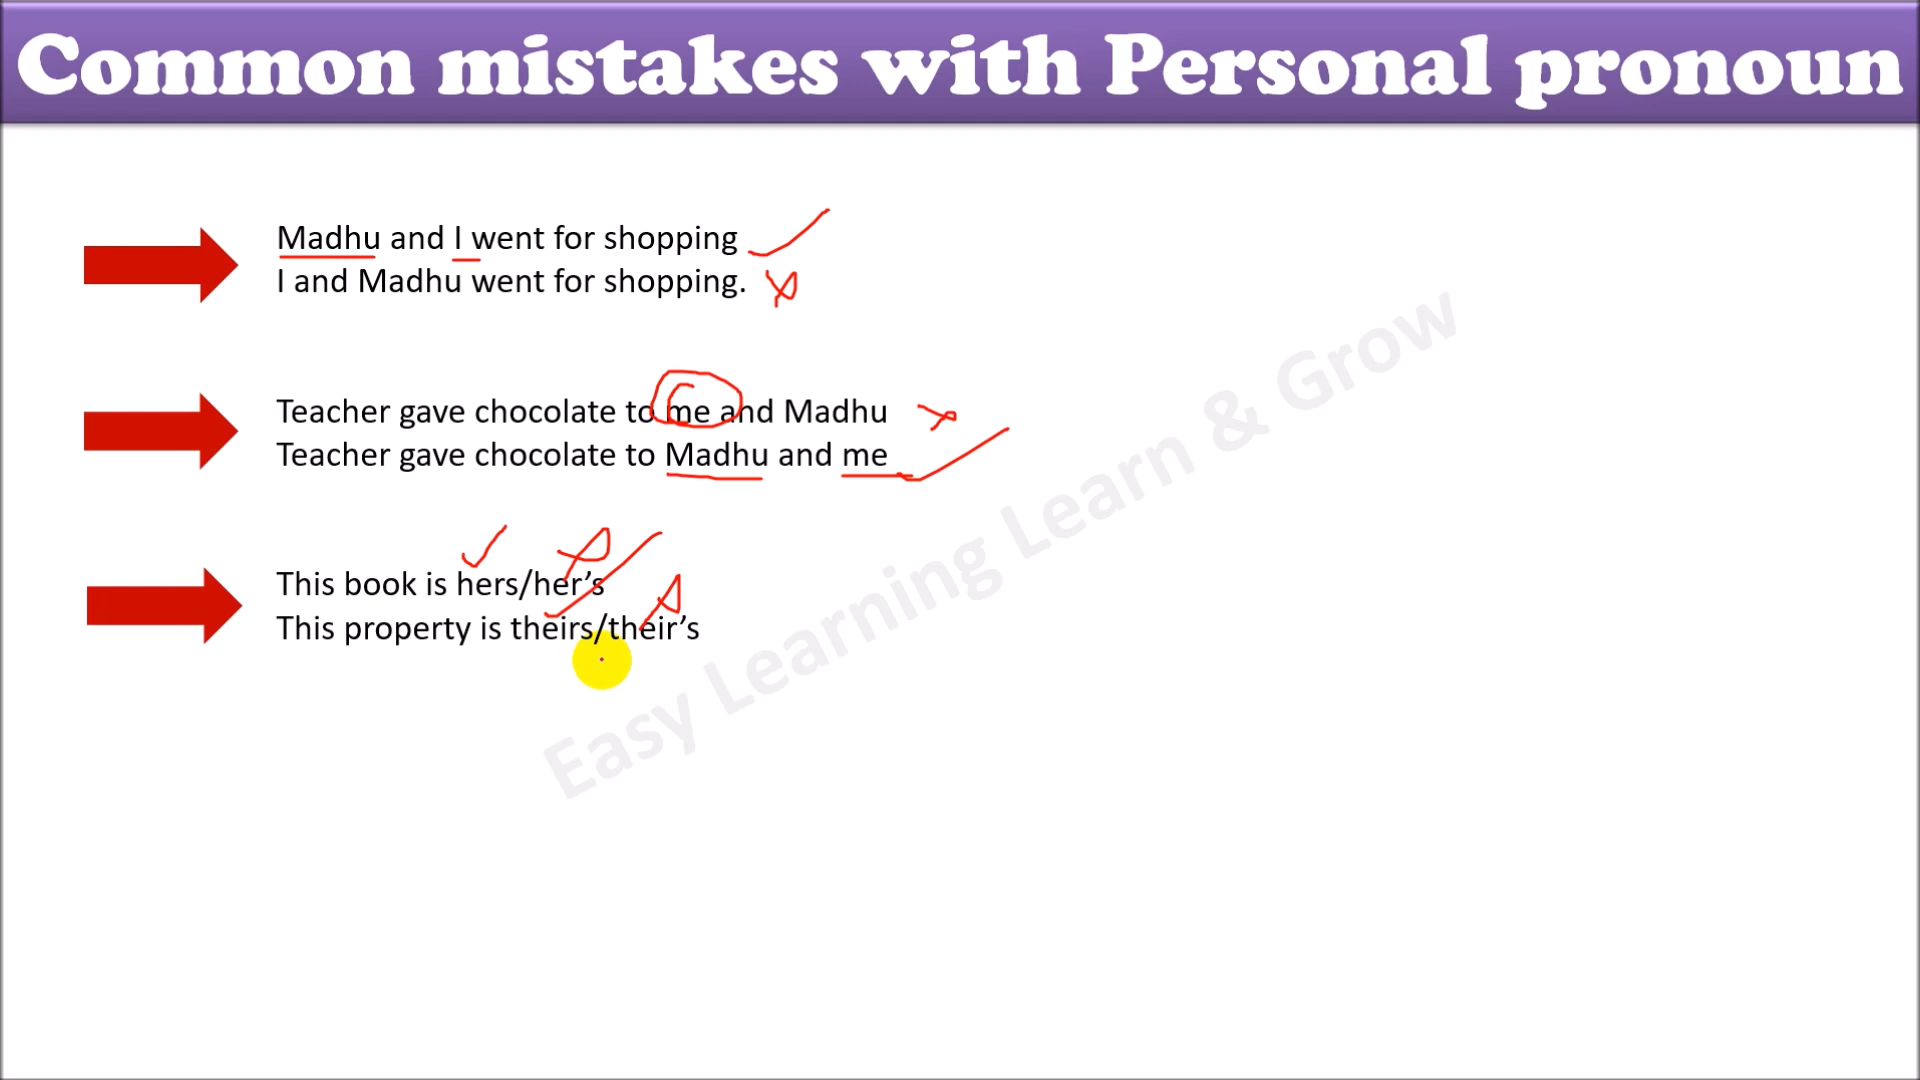 Common mistakes with Personal pronoun
Madhu and I went for shopping
I and Madhu went for shopping.
Teacher gave chocolate to me and Madhu
Teacher gave chocolate to Madhu and me
This book is hers/her’s
This property is theirs/their’s
Easy Learning Learn & Grow